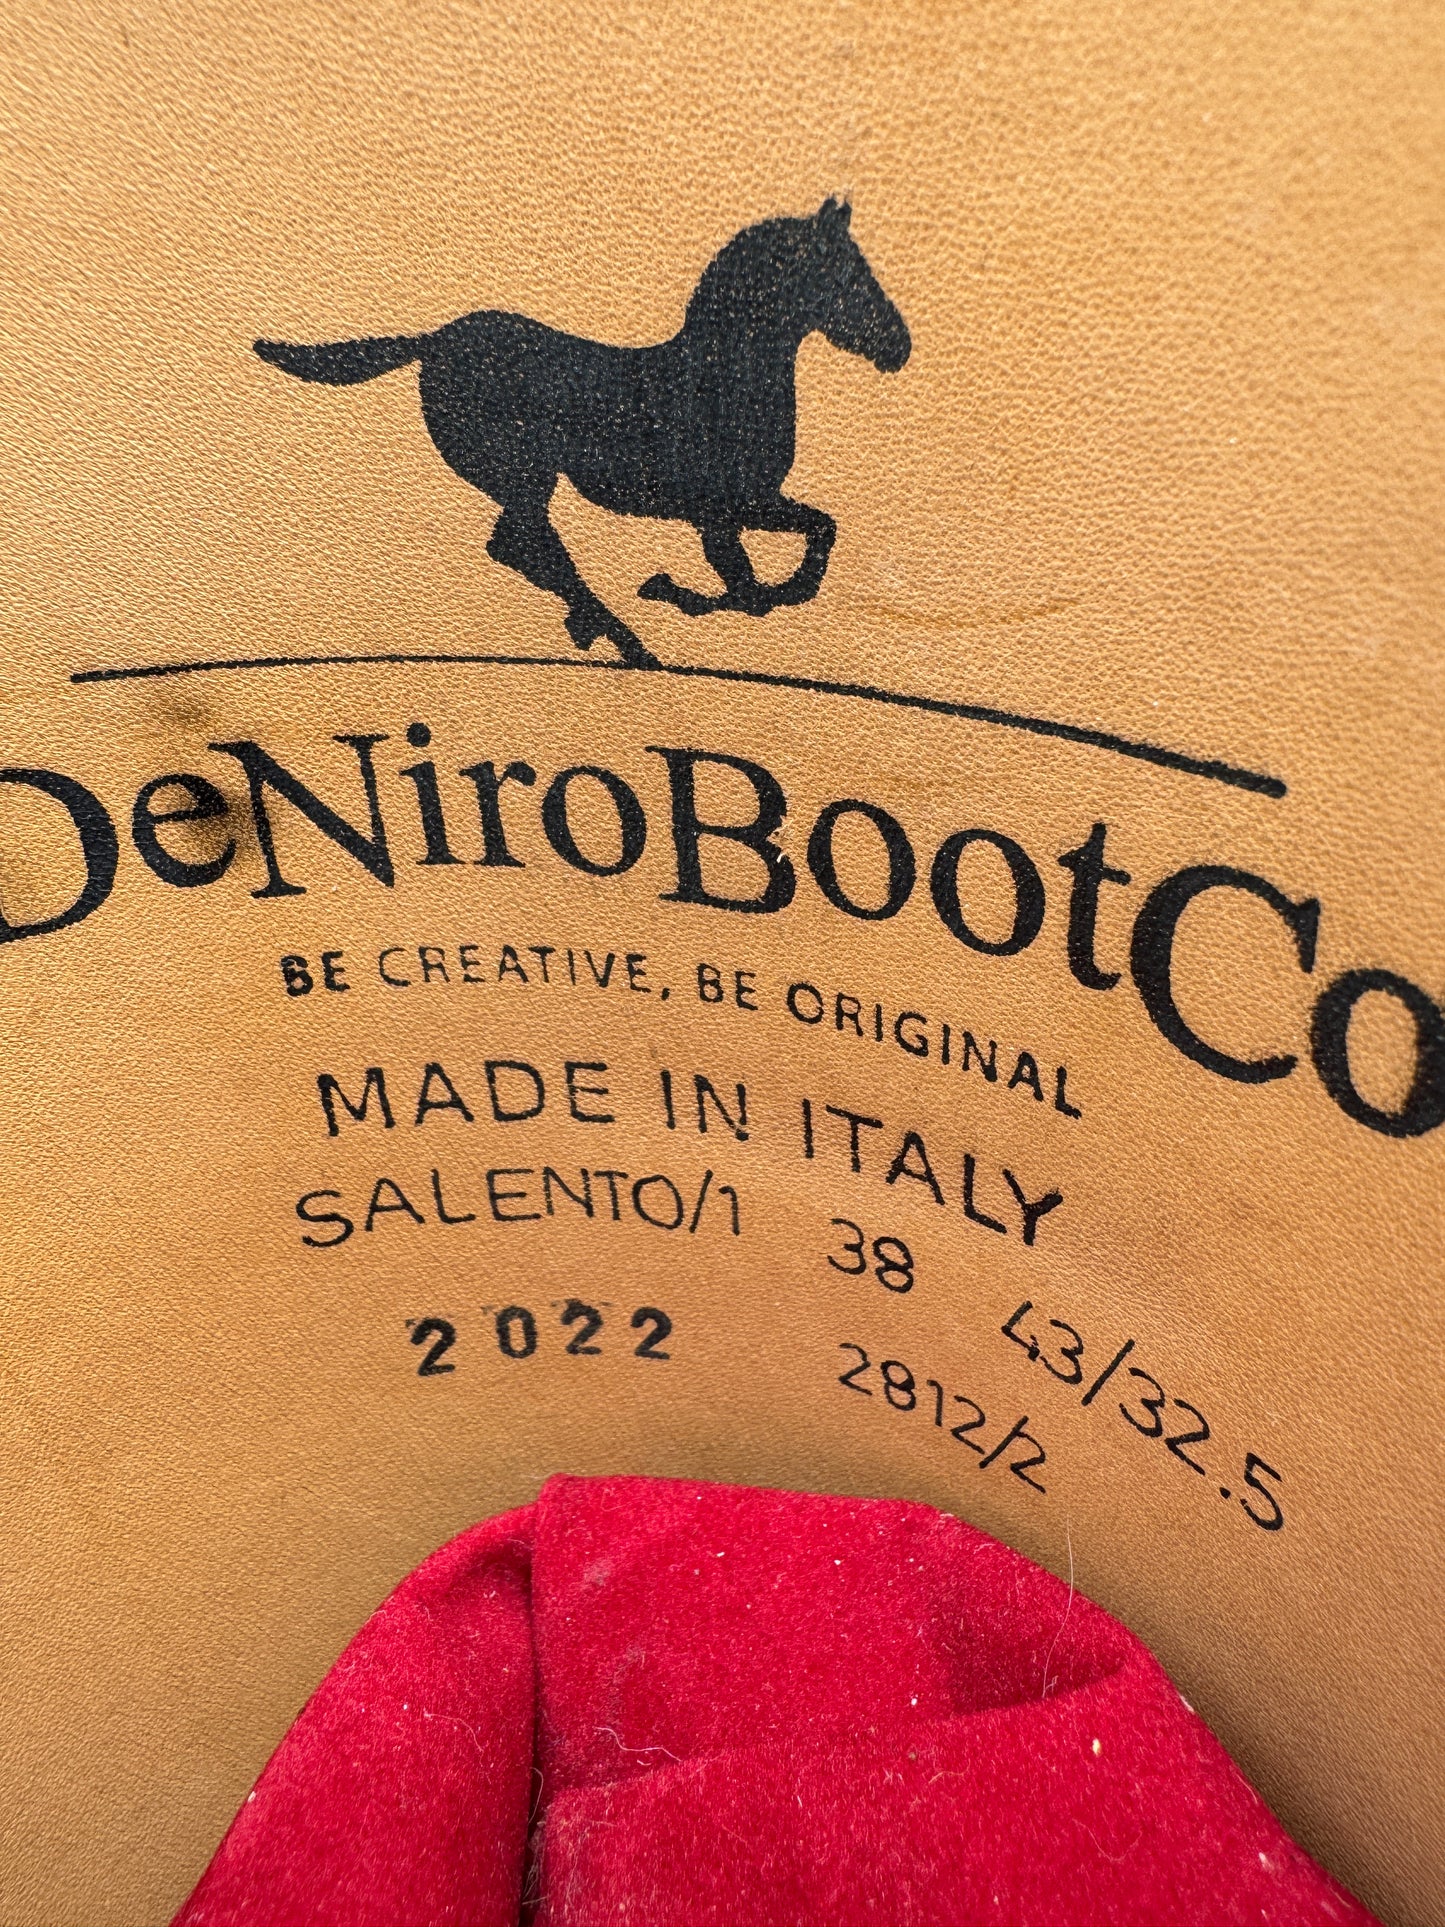 DeNiroBootCo
BE CREATIVE, BE ORIGINAL
MADE IN ITALY
SALENTO/1 38 43/32.5
2022 2812/2